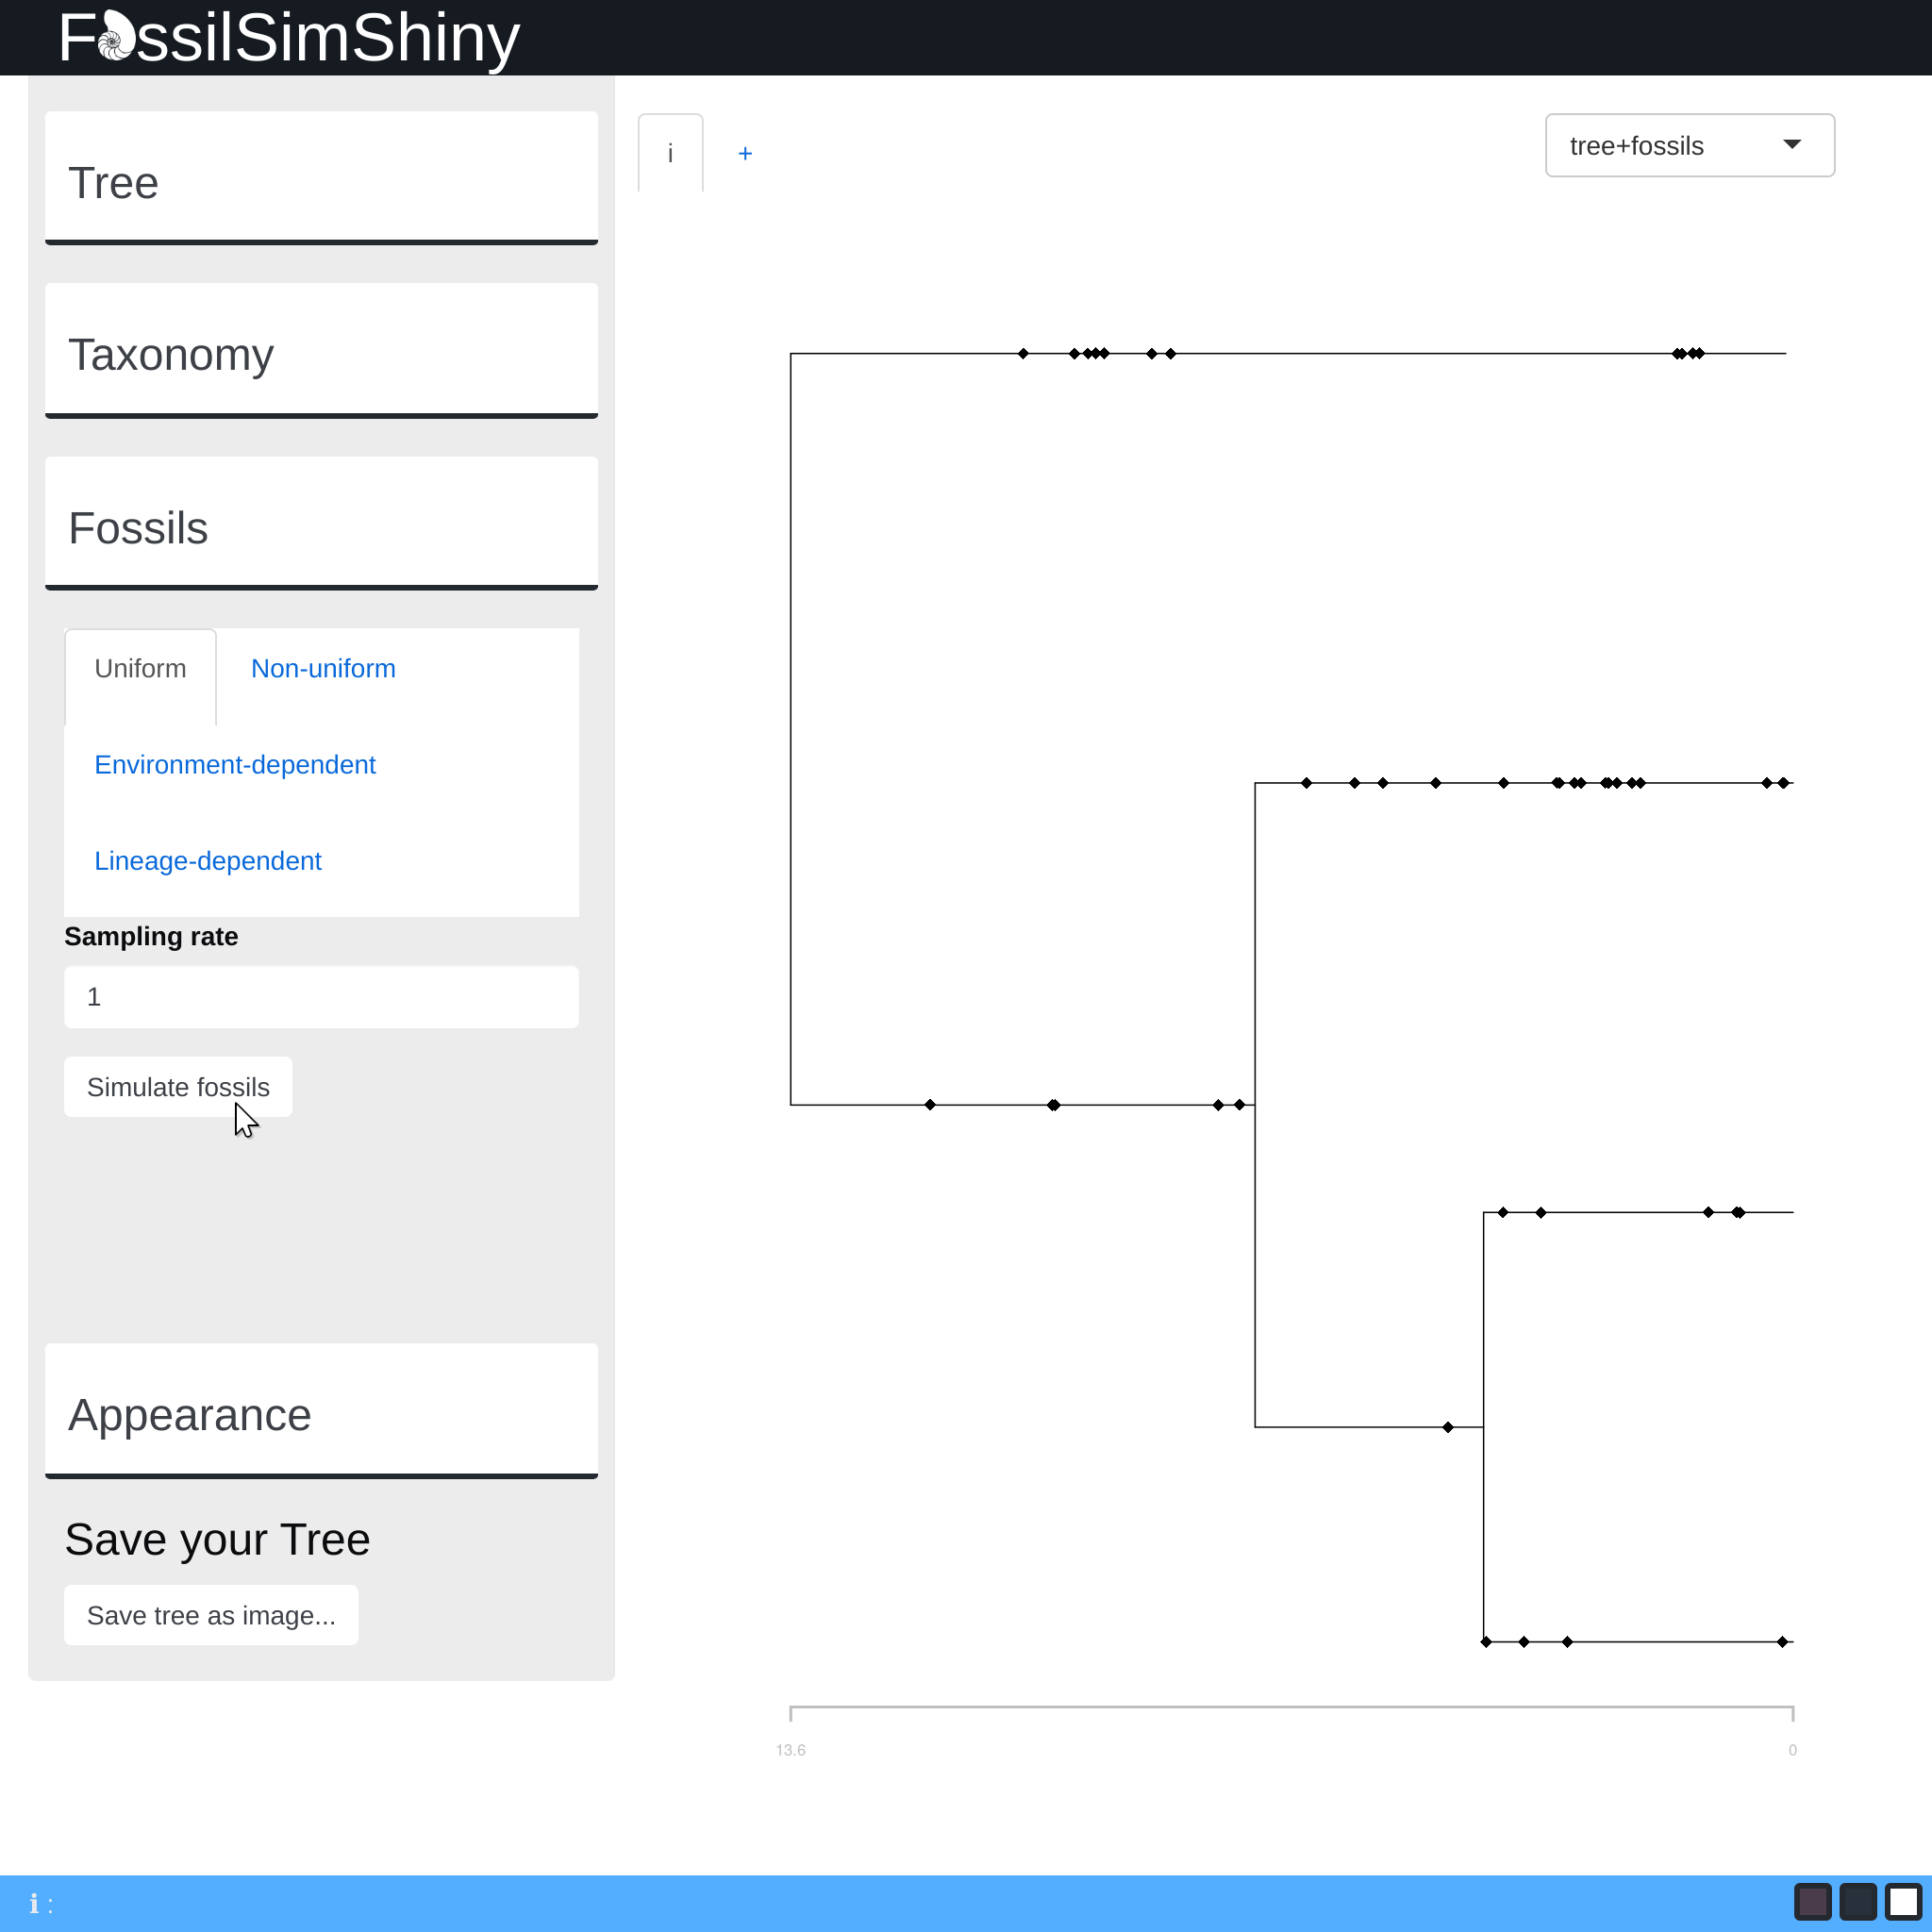 FossilSimShiny
i
+
tree+fossils
Tree
Taxonomy
Fossils
Uniform
Non-uniform
Environment-dependent
Lineage-dependent
Sampling rate
1
Simulate fossils
Appearance
Save your Tree
Save tree as image...
13.6
0
i :